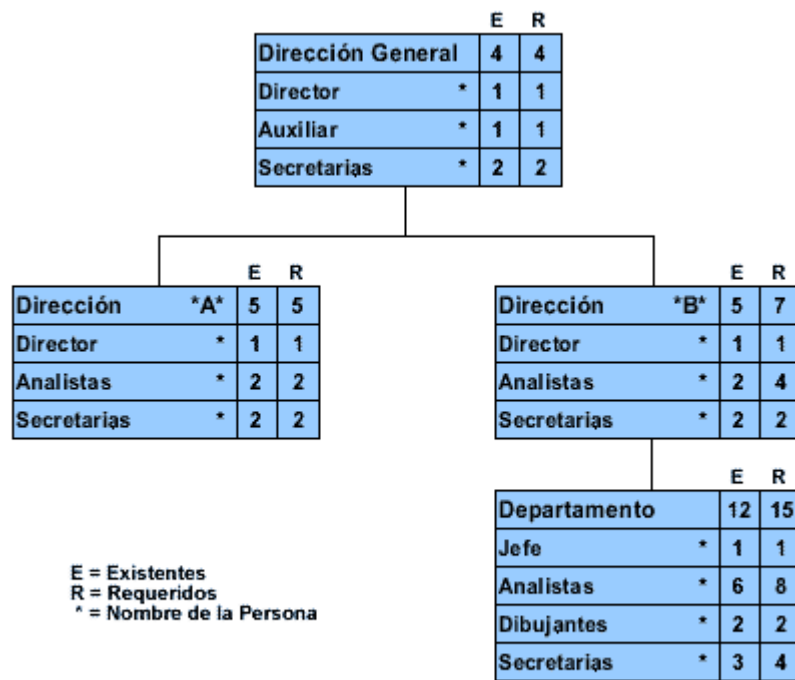 E R
Dirección General 4 4
Director * 1 1
Auxiliar * 1 1
Secretarias * 2 2
E R
Dirección *A* 5 5
Director * 1 1
Analistas * 2 2
Secretarias * 2 2
E R
Dirección *B* 5 7
Director * 1 1
Analistas * 2 4
Secretarias * 2 2
E R
Departamento 12 15
Jefe * 1 1
Analistas * 6 8
Dibujantes * 2 2
Secretarias * 3 4
E = Existentes
R = Requeridos
* = Nombre de la Persona